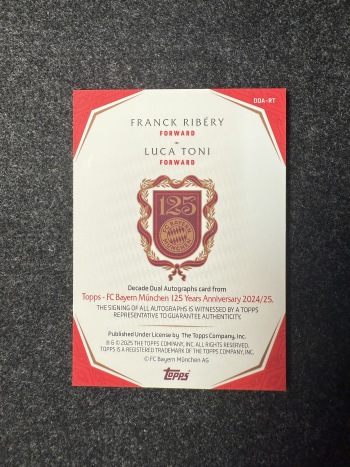 DDA-RT
FRANCK RIBÉRY
FORWARD
LUCA TONI
FORWARD
125
FC BAYERN
MÜNCHEN
Decade Dual Autographs card from
Topps - FC Bayern München 125 Years Anniversary 2024/25.
THE SIGNING OF ALL AUTOGRAPHS IS WITNESSED BY A TOPPS
REPRESENTATIVE TO GUARANTEE AUTHENTICITY.
Published Under License by The Topps Company, Inc.
® & © 2025 THE TOPPS COMPANY, INC. ALL RIGHTS RESERVED.
TOPPS IS A REGISTERED TRADEMARK OF THE TOPPS COMPANY, INC.
© FC Bayern München AG
Topps